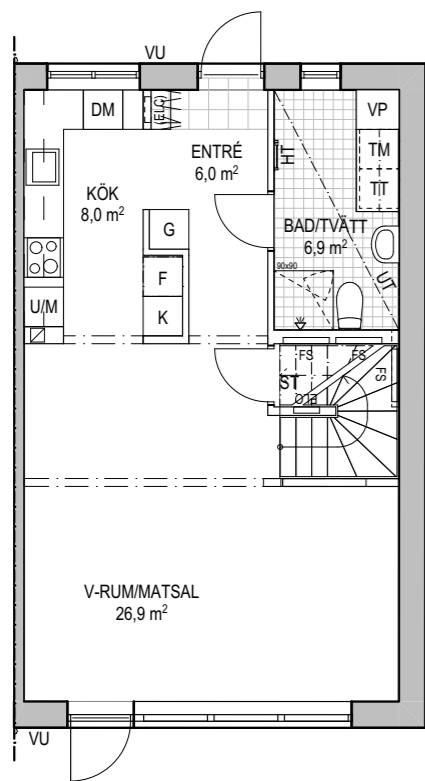 VU
DM
(ELC)
ENTRÉ
6,0 m²
HT
VP
TM
TT
KÖK
8,0 m²
G
F
K
U/M
BAD/TVÄTT
6,9 m²
90x90
UT
FS
FS
FS
ST
ELC
V-RUM/MATSAL
26,9 m²
VU